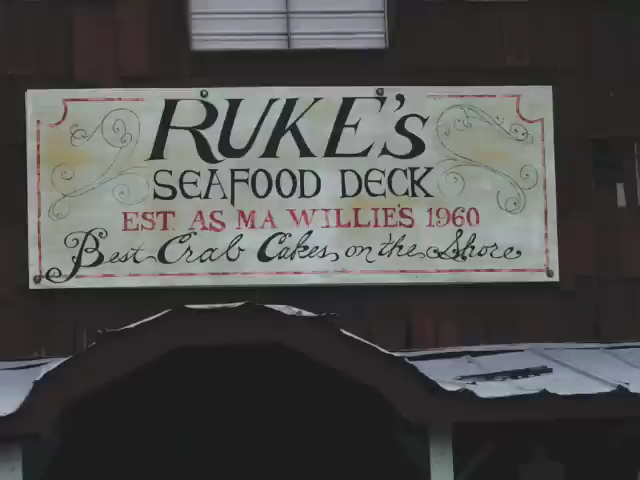 RUKE's
SEAFOOD DECK
EST. AS MA WILLIE'S 1960
Best Crab Cakes on the Shore